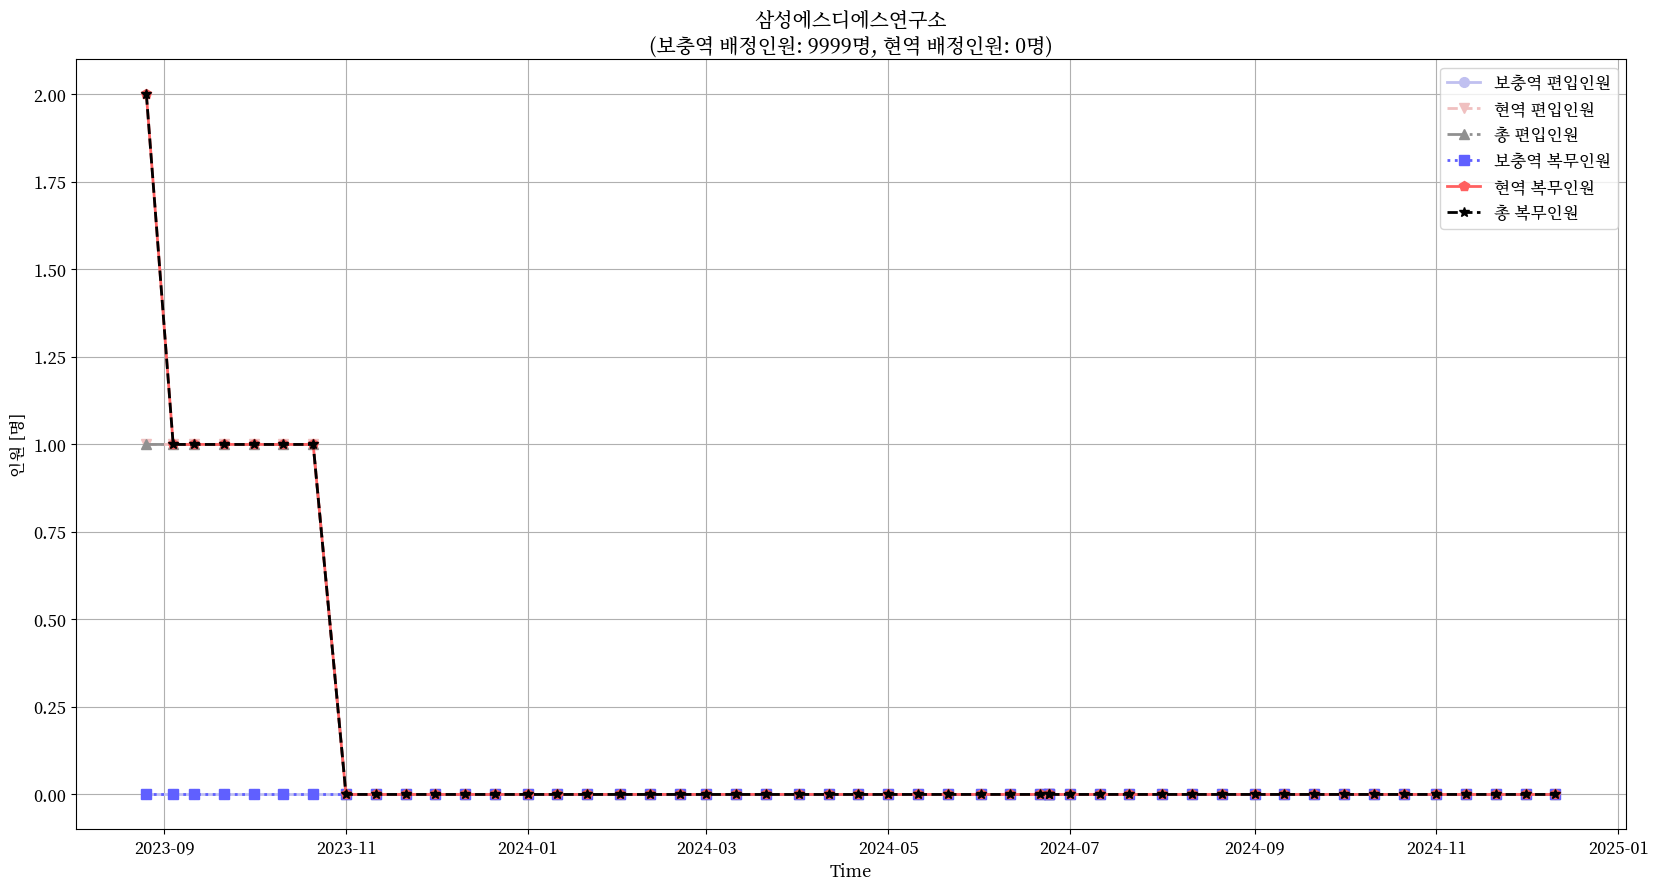 삼성에스디에스연구소
(보충역 배정인원: 9999명, 현역 배정인원: 0명)
보충역 편입인원
현역 편입인원
총 편입인원
보충역 복무인원
현역 복무인원
총 복무인원
인원 [명]
2.00
1.75
1.50
1.25
1.00
0.75
0.50
0.25
0.00
2023-09
2023-11
2024-01
2024-03
2024-05
2024-07
2024-09
2024-11
2025-01
Time